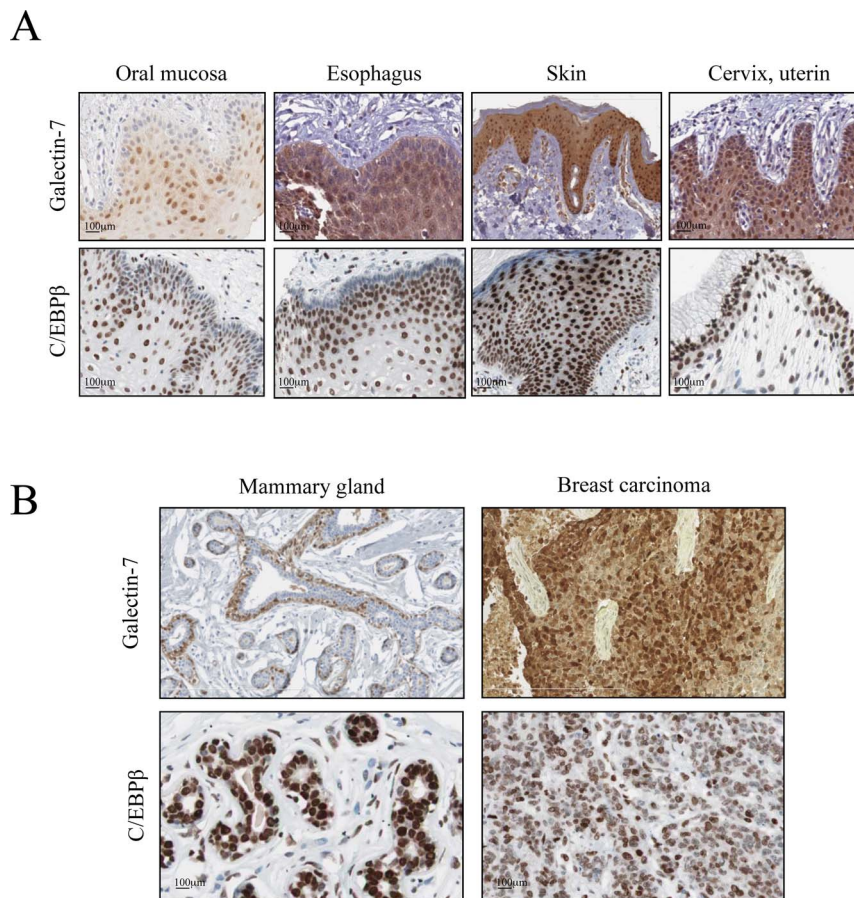 A
Oral mucosa
Esophagus
Skin
Cervix, uterin
Galectin-7
100μm
100μm
100μm
100μm
C/EBPβ
100μm
100μm
100μm
100μm
B
Mammary gland
Breast carcinoma
Galectin-7
C/EBPβ
100μm
100μm